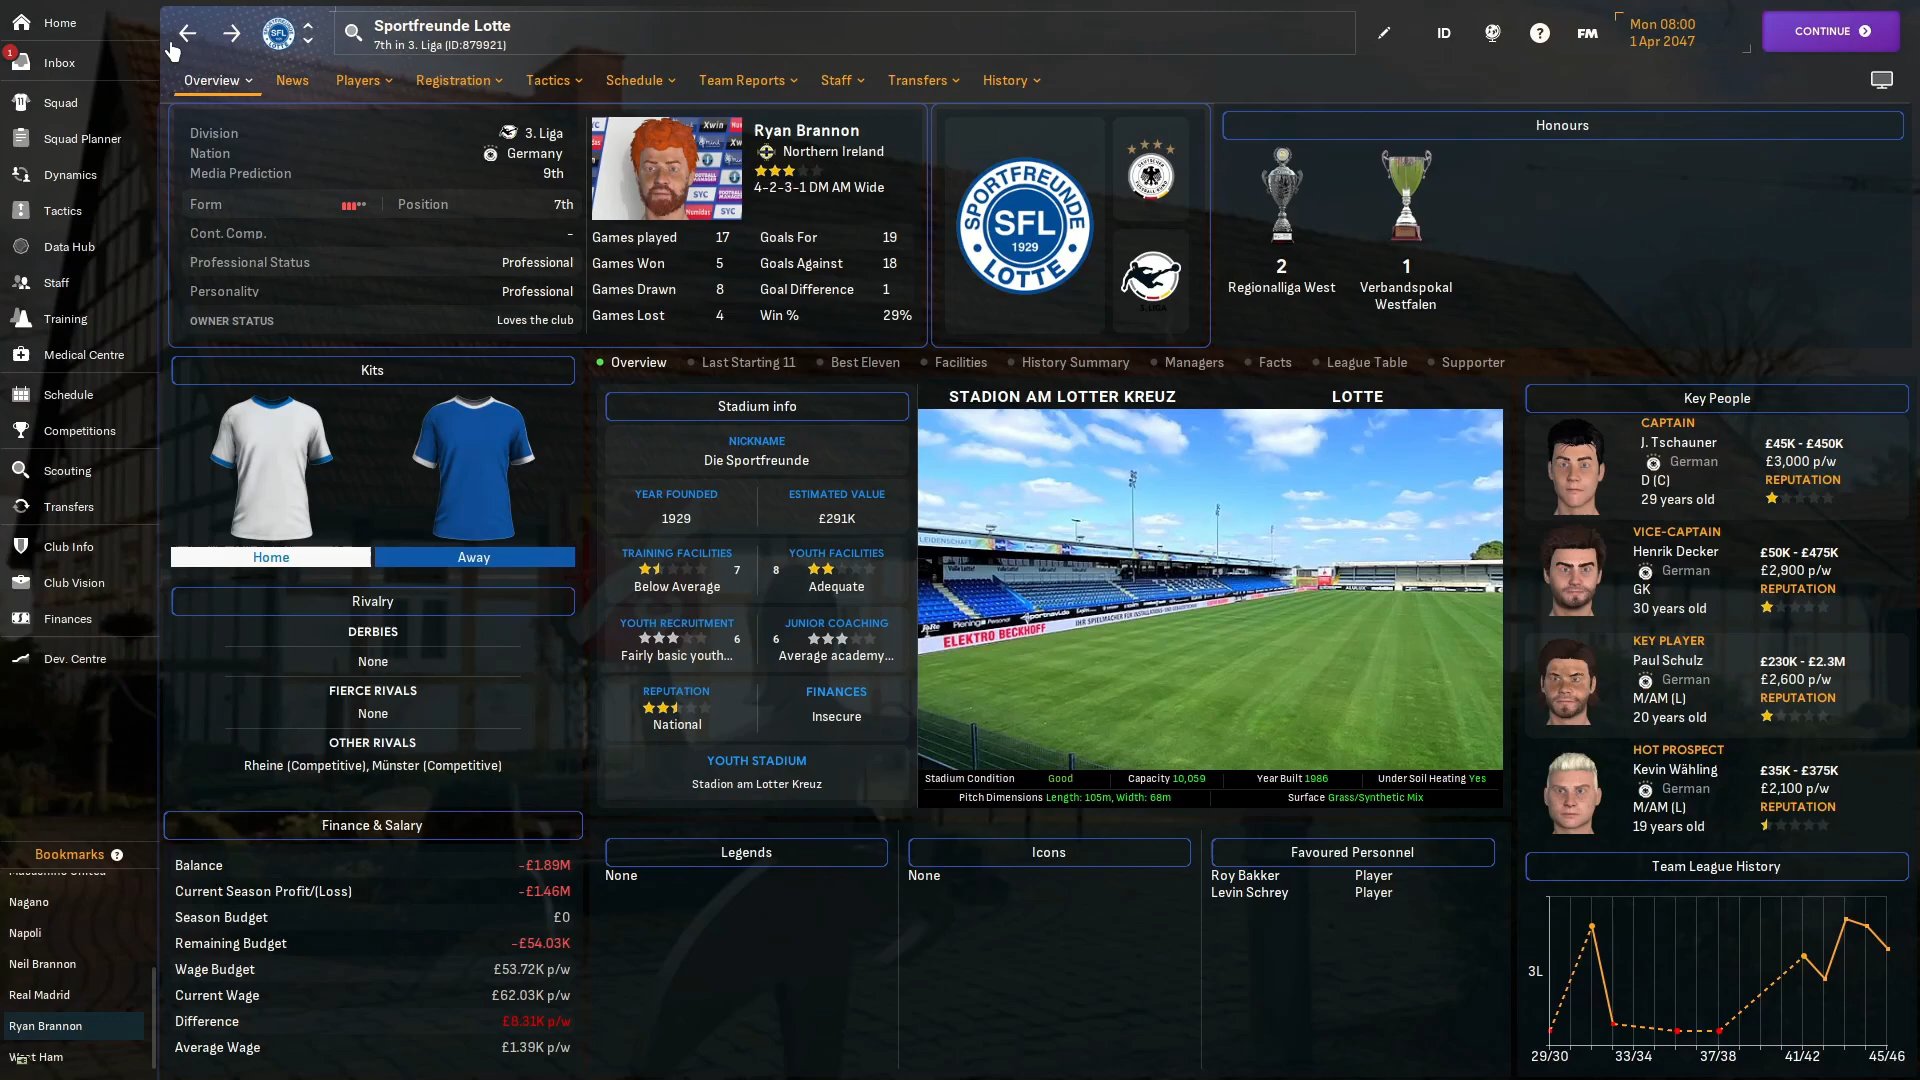 Home
Inbox
1
Squad
Squad Planner
Dynamics
Tactics
Data Hub
Staff
Training
Medical Centre
Schedule
Competitions
Scouting
Transfers
Club Info
Club Vision
Finances
Dev. Centre
Bookmarks ?
Nagano
Napoli
Neil Brannon
Real Madrid
Ryan Brannon
Sportfreunde Lotte
7th in 3. Liga (ID:879921)
ID
?
FM
Mon 08:00
1 Apr 2047
CONTINUE
Overview News Players Registration Tactics Schedule Team Reports Staff Transfers History
Division 3. Liga
Nation Germany
Media Prediction 9th
Form Position 7th
Cont. Comp. -
Professional Status Professional
Personality Professional
OWNER STATUS Loves the club
Ryan Brannon
Northern Ireland
4-2-3-1 DM AM Wide
Games played 17 Goals For 19
Games Won 5 Goals Against 18
Games Drawn 8 Goal Difference 1
Games Lost 4 Win % 29%
SPORTFREUNDE
SFL
1929
LOTTE
Honours
2
Regionalliga West
1
Verbandspokal
Westfalen
Kits
Home
Away
Rivalry
DERBIES
None
FIERCE RIVALS
None
OTHER RIVALS
Rheine (Competitive), Münster (Competitive)
Finance & Salary
Balance -£1.89M
Current Season Profit/(Loss) -£1.46M
Season Budget £0
Remaining Budget -£54.03K
Wage Budget £53.72K p/w
Current Wage £62.03K p/w
Difference £8.31K p/w
Average Wage £1.39K p/w
Overview Last Starting 11 Best Eleven Facilities History Summary Managers Facts League Table Supporter
Stadium info
NICKNAME
Die Sportfreunde
YEAR FOUNDED
1929
ESTIMATED VALUE
£291K
TRAINING FACILITIES
7
Below Average
YOUTH FACILITIES
8
Adequate
YOUTH RECRUITMENT
6
Fairly basic youth...
JUNIOR COACHING
6
Average academy...
REPUTATION
National
FINANCES
Insecure
YOUTH STADIUM
Stadion am Lotter Kreuz
STADION AM LOTTER KREUZ LOTTE
ELEKTRO BECKHOFF
Stadium Condition Good Capacity 10,059 Year Built 1986 Under Soil Heating Yes
Pitch Dimensions Length: 105m, Width: 68m Surface Grass/Synthetic Mix
Legends
None
Icons
None
Favoured Personnel
Roy Bakker Player
Levin Schrey Player
Key People
CAPTAIN
J. Tschauner
German
D (C)
29 years old
£45K - £450K
£3,000 p/w
REPUTATION
VICE-CAPTAIN
Henrik Decker
German
GK
30 years old
£50K - £475K
£2,900 p/w
REPUTATION
KEY PLAYER
Paul Schulz
German
M/AM (L)
20 years old
£230K - £2.3M
£2,600 p/w
REPUTATION
HOT PROSPECT
Kevin Wähling
German
M/AM (L)
19 years old
£35K - £375K
£2,100 p/w
REPUTATION
Team League History
3L
29/30 33/34 37/38 41/42 45/46